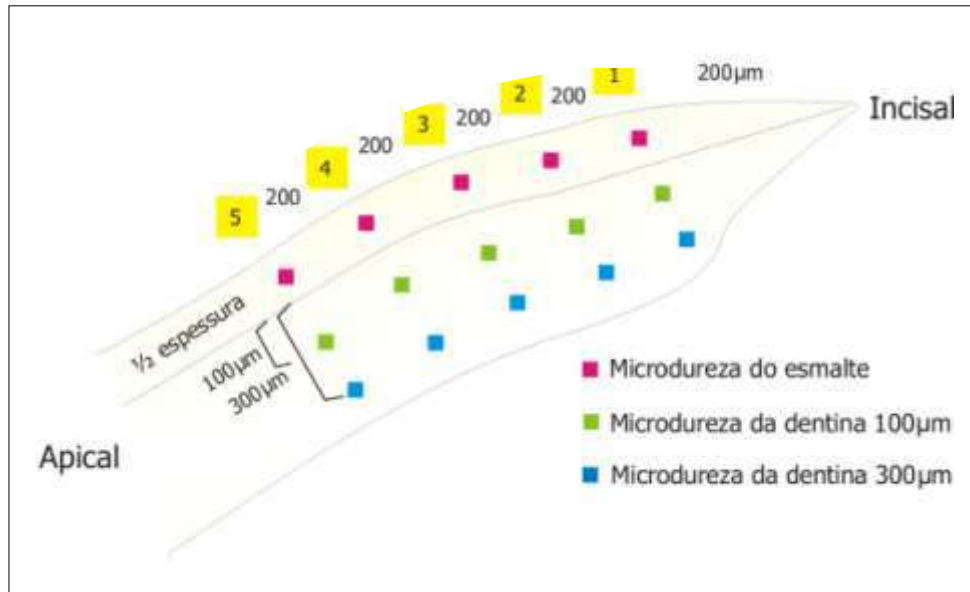 200µm
1
200
2
200
3
200
4
200
5
Incisal
½ espessura
100µm
300µm
Apical
Microdureza do esmalte
Microdureza da dentina 100µm
Microdureza da dentina 300µm